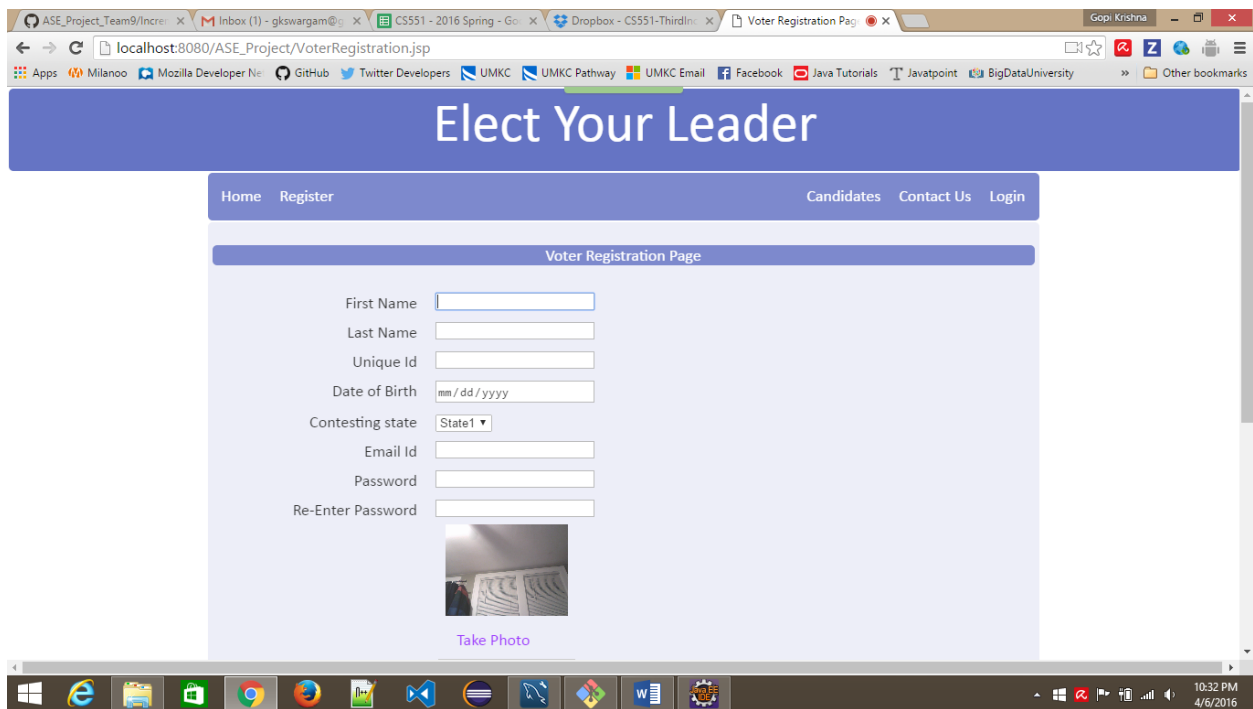 ASE_Project_Team9/Incre
Inbox (1) - gkswargam@g
CS551 - 2016 Spring - Go
Dropbox - CS551-ThirdInc
Voter Registration Page
Gopi Krishna
localhost:8080/ASE_Project/VoterRegistration.jsp
Apps Milanoo Mozilla Developer Ne GitHub Twitter Developers UMKC UMKC Pathway UMKC Email Facebook Java Tutorials Javatpoint BigDataUniversity » Other bookmarks
Elect Your Leader
Home Register Candidates Contact Us Login
Voter Registration Page
First Name
Last Name
Unique Id
Date of Birth mm/dd/yyyy
Contesting state State1
Email Id
Password
Re-Enter Password
Take Photo
10:32 PM
4/6/2016